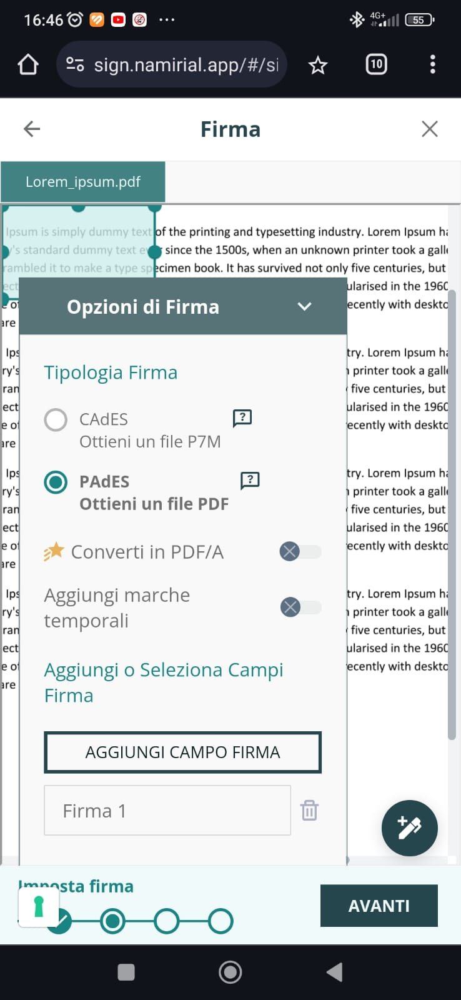 16:46
4G+
55
sign.namirial.app/#/si
10
Firma
Lorem_ipsum.pdf
Ipsum is simply dummy text of the printing and typesetting industry. Lorem Ipsum ha
y's standard dummy text ev since the 1500s, when an unknown printer took a galle
rambled it to make a type specimen book. It has survived not only five centuries, but
ect
ularised in the 1960
e of
ecently with deskto
are
Opzioni di Firma
Tipologia Firma
CAdES
Ottieni un file P7M
PAdES
Ottieni un file PDF
Converti in PDF/A
Aggiungi marche
temporali
Aggiungi o Seleziona Campi
Firma
AGGIUNGI CAMPO FIRMA
Firma 1
Ips
try. Lorem Ipsum ha
ry's
printer took a galle
ran
five centuries, but
ect
ularised in the 1960
e of
ecently with deskto
are
Ips
try. Lorem Ipsum ha
ry's
printer took a galle
ran
five centuries, but
ect
ularised in the 1960
e of
ecently with deskto
are
Ips
try. Lorem Ipsum ha
ry's
printer took a galle
ran
five centuries, but
ect
ularised in the 1960
e of
ecently with deskto
are
Imposta firma
AVANTI